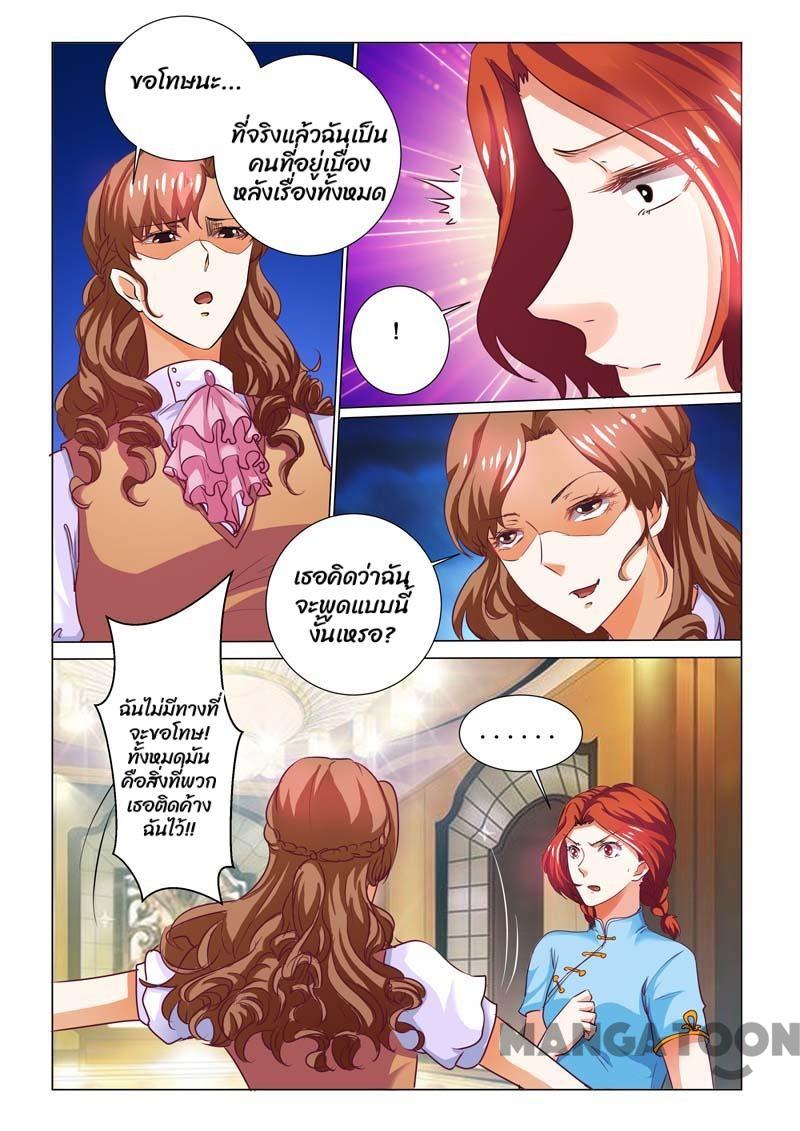 ขอโทษนะ...
ที่จริงแล้วฉันเป็น
คนที่อยู่เบื่อง
หลังเรื่องทั้งหมด
!
เธอคิดว่าฉัน
จะพูดแบบนี้
งั้นเหรอ?
ฉันไม่มีทางที่
จะขอโทษ!
ทั้งหมดมัน
คือสิ่งที่พวก
เธอติดค้าง
ฉันไว้!!
......
MANGATOON